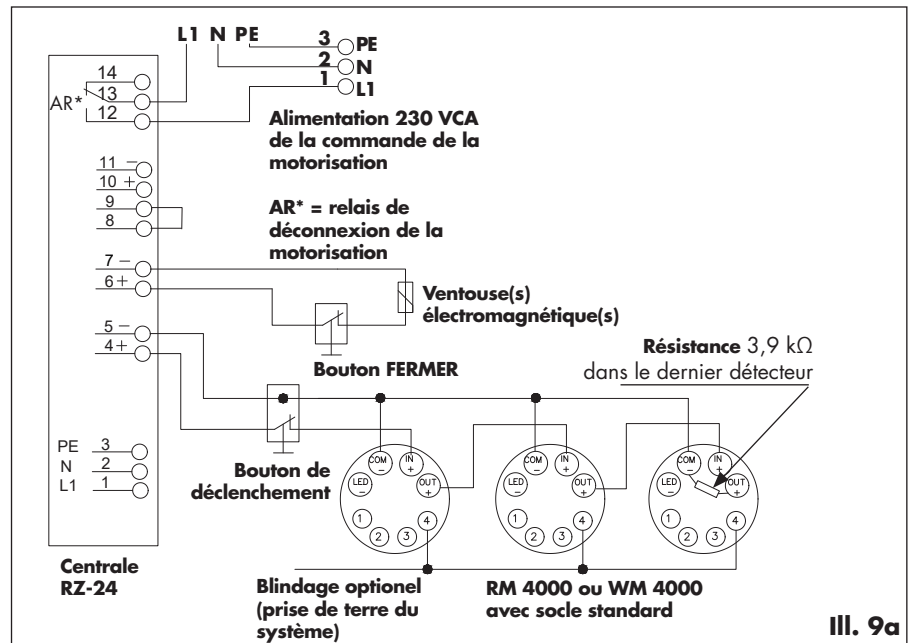 L1 N PE
3 PE
2 N
1 L1
14
AR* 13
12
Alimentation 230 VCA
de la commande de la
motorisation
11 −
10 +
9
8
AR* = relais de
déconnexion de la
motorisation
7 −
6 +
Ventouse(s)
électromagnétique(s)
Bouton FERMER
5 −
4 +
Résistance 3,9 kΩ
dans le dernier détecteur
Bouton de
déclenchement
PE 3
N 2
L1 1
COM − IN +
LED − OUT +
1 2 3 4
COM − IN +
LED − OUT +
1 2 3 4
COM − IN +
LED − OUT +
1 2 3 4
Centrale
RZ-24
Blindage optionel
(prise de terre du
système)
RM 4000 ou WM 4000
avec socle standard
Ill. 9a